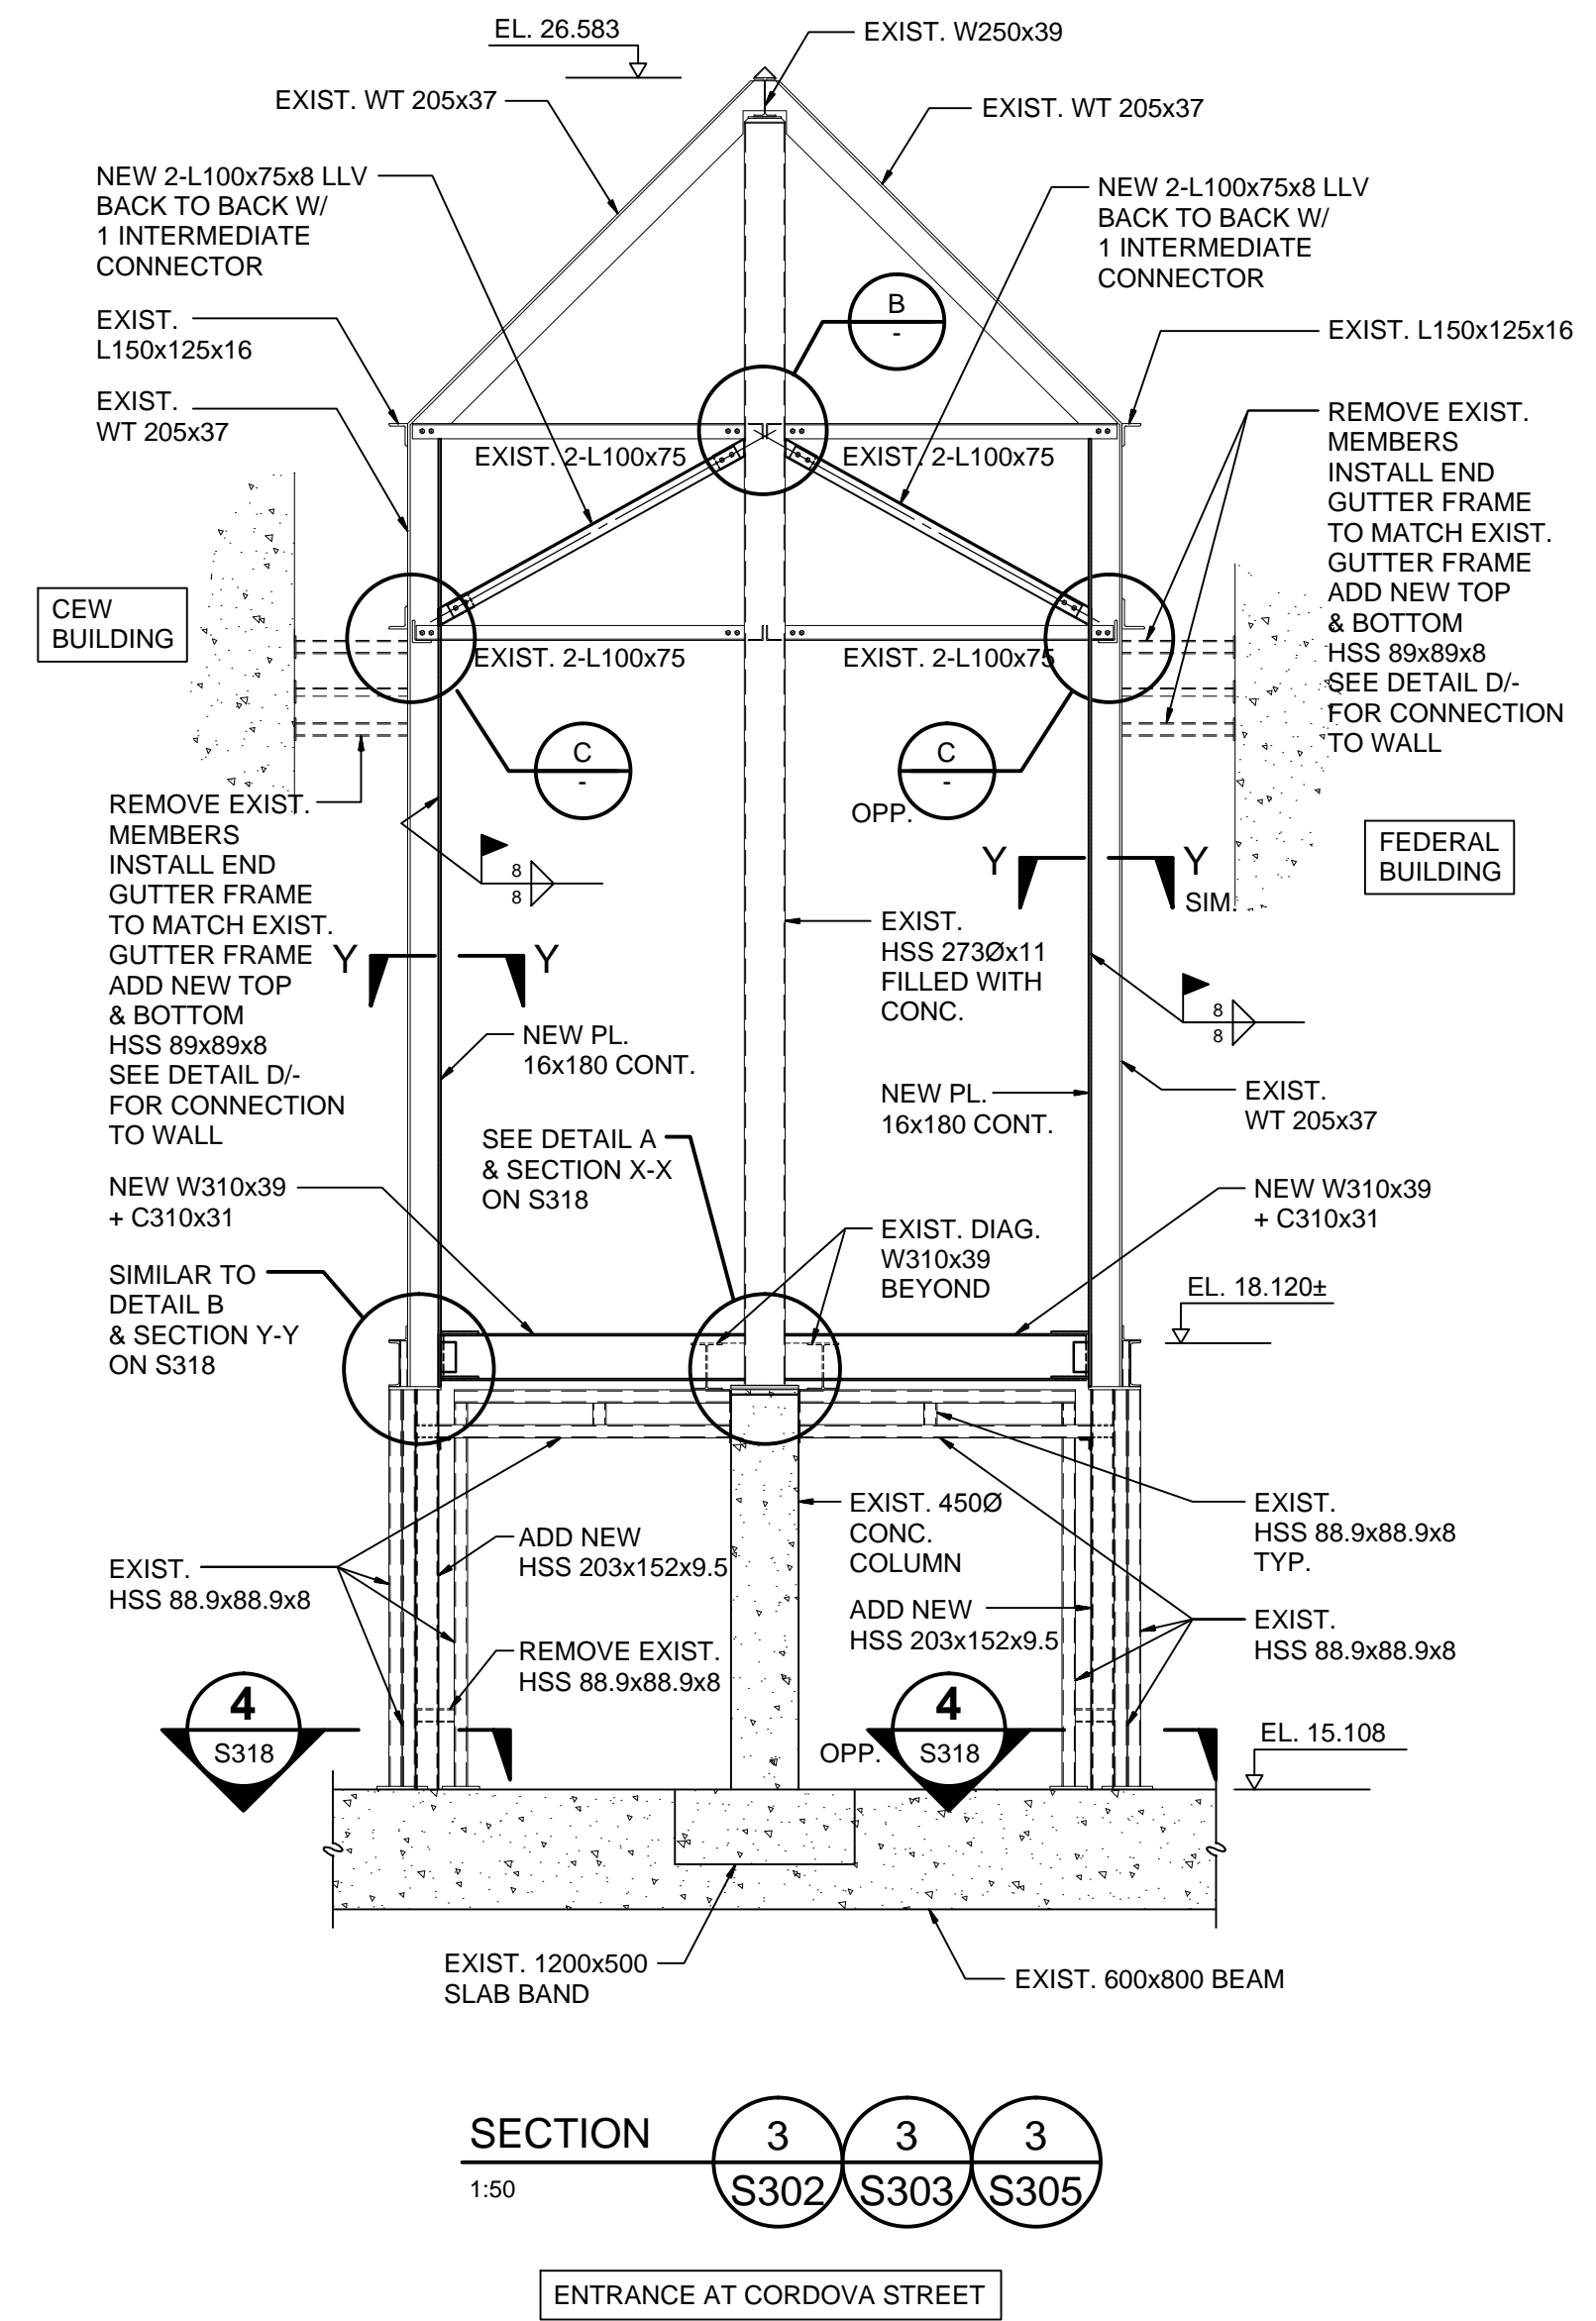 EL. 26.583
EXIST. W250x39
EXIST. WT 205x37
EXIST. WT 205x37
NEW 2-L100x75x8 LLV
BACK TO BACK W/
1 INTERMEDIATE
CONNECTOR
NEW 2-L100x75x8 LLV
BACK TO BACK W/
1 INTERMEDIATE
CONNECTOR
B
-
EXIST.
L150x125x16
EXIST. L150x125x16
EXIST.
WT 205x37
REMOVE EXIST.
MEMBERS
INSTALL END
GUTTER FRAME
TO MATCH EXIST.
GUTTER FRAME
ADD NEW TOP
& BOTTOM
HSS 89x89x8
SEE DETAIL D/-
FOR CONNECTION
TO WALL
EXIST. 2-L100x75
EXIST. 2-L100x75
CEW
BUILDING
EXIST. 2-L100x75
EXIST. 2-L100x75
C
-
C
-
OPP.
REMOVE EXIST.
MEMBERS
INSTALL END
GUTTER FRAME
TO MATCH EXIST.
GUTTER FRAME
ADD NEW TOP
& BOTTOM
HSS 89x89x8
SEE DETAIL D/-
FOR CONNECTION
TO WALL
8
8
FEDERAL
BUILDING
Y Y
SIM.
Y Y
EXIST.
HSS 273Øx11
FILLED WITH
CONC.
8
8
NEW PL.
16x180 CONT.
NEW PL.
16x180 CONT.
EXIST.
WT 205x37
SEE DETAIL A
& SECTION X-X
ON S318
NEW W310x39
+ C310x31
NEW W310x39
+ C310x31
EXIST. DIAG.
W310x39
BEYOND
SIMILAR TO
DETAIL B
& SECTION Y-Y
ON S318
EL. 18.120±
EXIST. 450Ø
CONC.
COLUMN
EXIST.
HSS 88.9x88.9x8
TYP.
ADD NEW
HSS 203x152x9.5
EXIST.
HSS 88.9x88.9x8
ADD NEW
HSS 203x152x9.5
EXIST.
HSS 88.9x88.9x8
REMOVE EXIST.
HSS 88.9x88.9x8
4
S318
OPP.
4
S318
EL. 15.108
EXIST. 1200x500
SLAB BAND
EXIST. 600x800 BEAM
SECTION
1:50
3
S302
3
S303
3
S305
ENTRANCE AT CORDOVA STREET